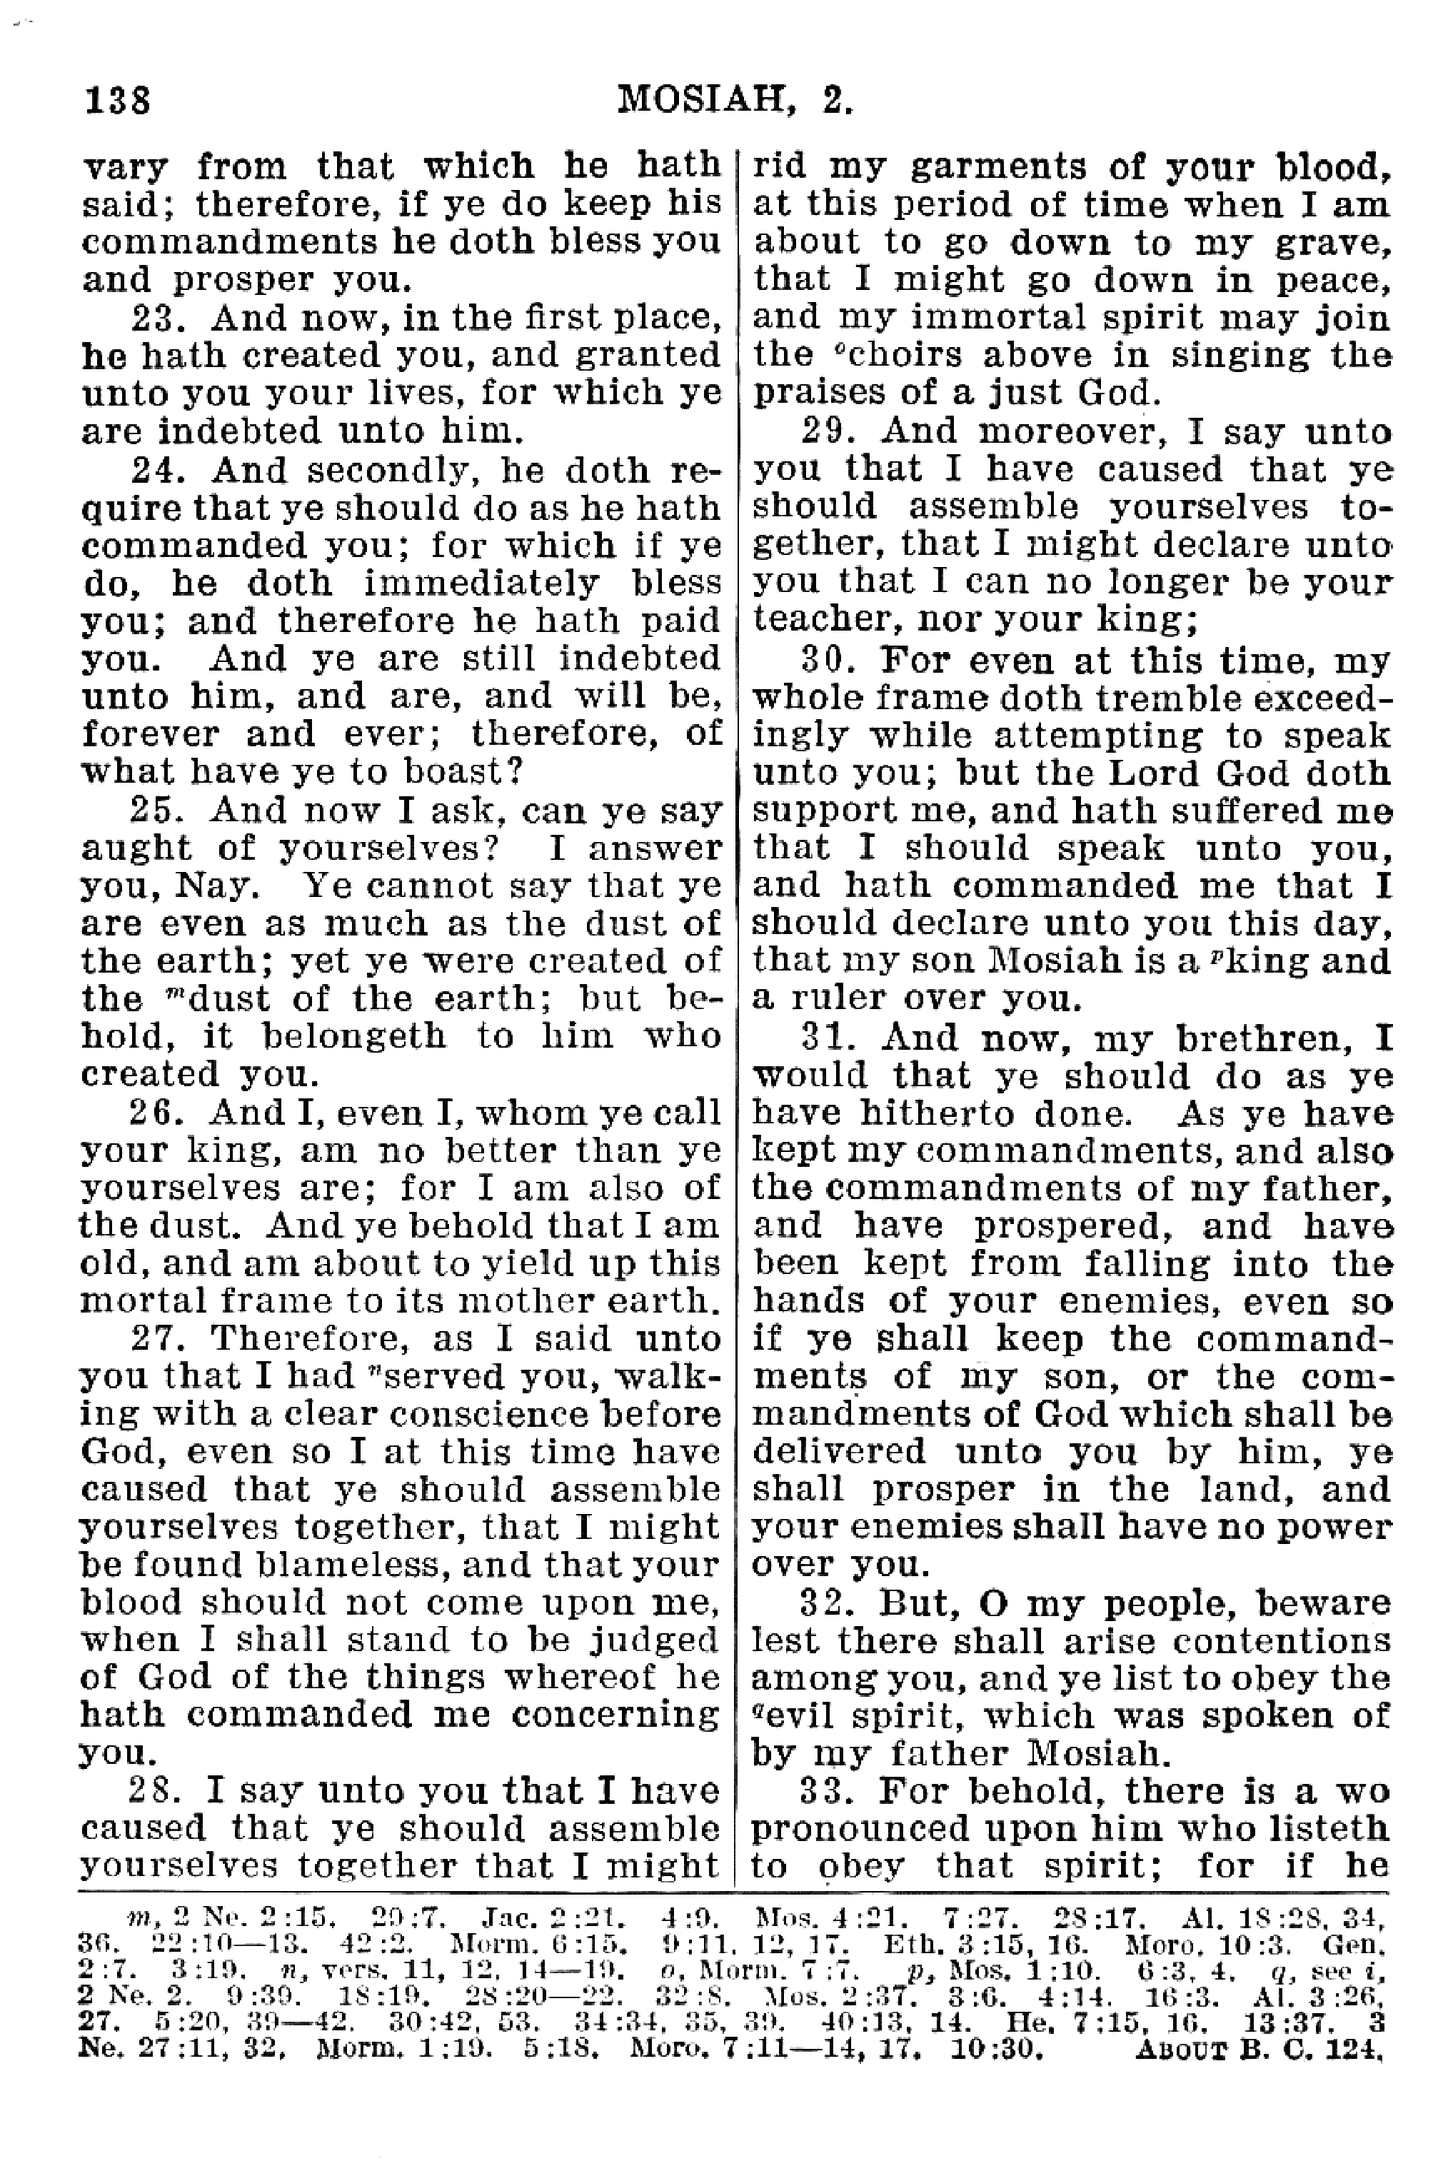 138
MOSIAH, 2.
vary from that which he hath
said; therefore, if ye do keep his
commandments he doth bless you
and prosper you.
23. And now, in the first place,
he hath created you, and granted
unto you your lives, for which ye
are indebted unto him.
24. And secondly, he doth re-
quire that ye should do as he hath
commanded you; for which if ye
do, he doth immediately bless
you; and therefore he hath paid
you. And ye are still indebted
unto him, and are, and will be,
forever and ever; therefore, of
what have ye to boast?
25. And now I ask, can ye say
aught of yourselves? I answer
you, Nay. Ye cannot say that ye
are even as much as the dust of
the earth; yet ye were created of
the ᵐdust of the earth; but be-
hold, it belongeth to him who
created you.
26. And I, even I, whom ye call
your king, am no better than ye
yourselves are; for I am also of
the dust. And ye behold that I am
old, and am about to yield up this
mortal frame to its mother earth.
27. Therefore, as I said unto
you that I had ⁿserved you, walk-
ing with a clear conscience before
God, even so I at this time have
caused that ye should assemble
yourselves together, that I might
be found blameless, and that your
blood should not come upon me,
when I shall stand to be judged
of God of the things whereof he
hath commanded me concerning
you.
28. I say unto you that I have
caused that ye should assemble
yourselves together that I might
rid my garments of your blood,
at this period of time when I am
about to go down to my grave,
that I might go down in peace,
and my immortal spirit may join
the ᵒchoirs above in singing the
praises of a just God.
29. And moreover, I say unto
you that I have caused that ye
should assemble yourselves to-
gether, that I might declare unto
you that I can no longer be your
teacher, nor your king;
30. For even at this time, my
whole frame doth tremble exceed-
ingly while attempting to speak
unto you; but the Lord God doth
support me, and hath suffered me
that I should speak unto you,
and hath commanded me that I
should declare unto you this day,
that my son Mosiah is a ᵖking and
a ruler over you.
31. And now, my brethren, I
would that ye should do as ye
have hitherto done. As ye have
kept my commandments, and also
the commandments of my father,
and have prospered, and have
been kept from falling into the
hands of your enemies, even so
if ye shall keep the command-
ments of my son, or the com-
mandments of God which shall be
delivered unto you by him, ye
shall prosper in the land, and
your enemies shall have no power
over you.
32. But, O my people, beware
lest there shall arise contentions
among you, and ye list to obey the
𐞥evil spirit, which was spoken of
by my father Mosiah.
33. For behold, there is a wo
pronounced upon him who listeth
to obey that spirit; for if he
m, 2 Ne. 2:15. 29:7. Jac. 2:21. 4:9. Mos. 4:21. 7:27. 28:17. Al. 18:28, 34,
36. 22:10—13. 42:2. Morm. 6:15. 9:11, 12, 17. Eth. 3:15, 16. Moro. 10:3. Gen.
2:7. 3:19. n, vers. 11, 12, 14—19. o, Morm. 7:7. p, Mos. 1:10. 6:3, 4. q, see i,
2 Ne. 2. 9:39. 18:19. 28:20—22. 32:8. Mos. 2:37. 3:6. 4:14. 16:3. Al. 3:26,
27. 5:20, 39—42. 30:42, 53. 34:34, 35, 39. 40:13, 14. He. 7:15, 16. 13:37. 3
Ne. 27:11, 32. Morm. 1:19. 5:18. Moro. 7:11—14, 17. 10:30. ABOUT B. C. 124.